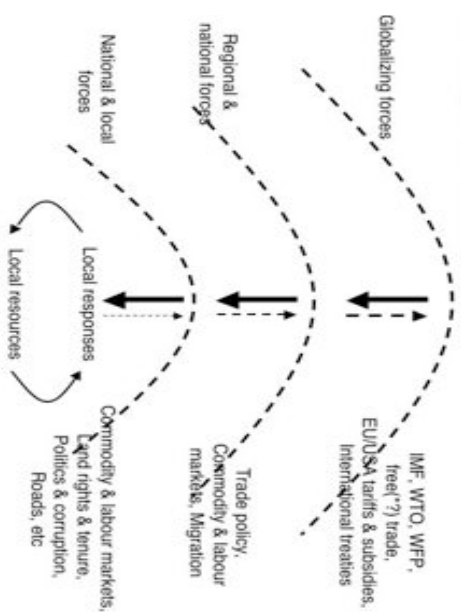 Globalizing forces
IMF, WTO, WFP,
free(*?) trade,
EU/USA tariffs & subsidies,
International treaties
Regional &
national forces
Trade policy,
Commodity & labour
markets, Migration
National & local
forces
Commodity & labour markets,
Land rights & tenure,
Politics & corruption,
Roads, etc
Local responses
Local resources